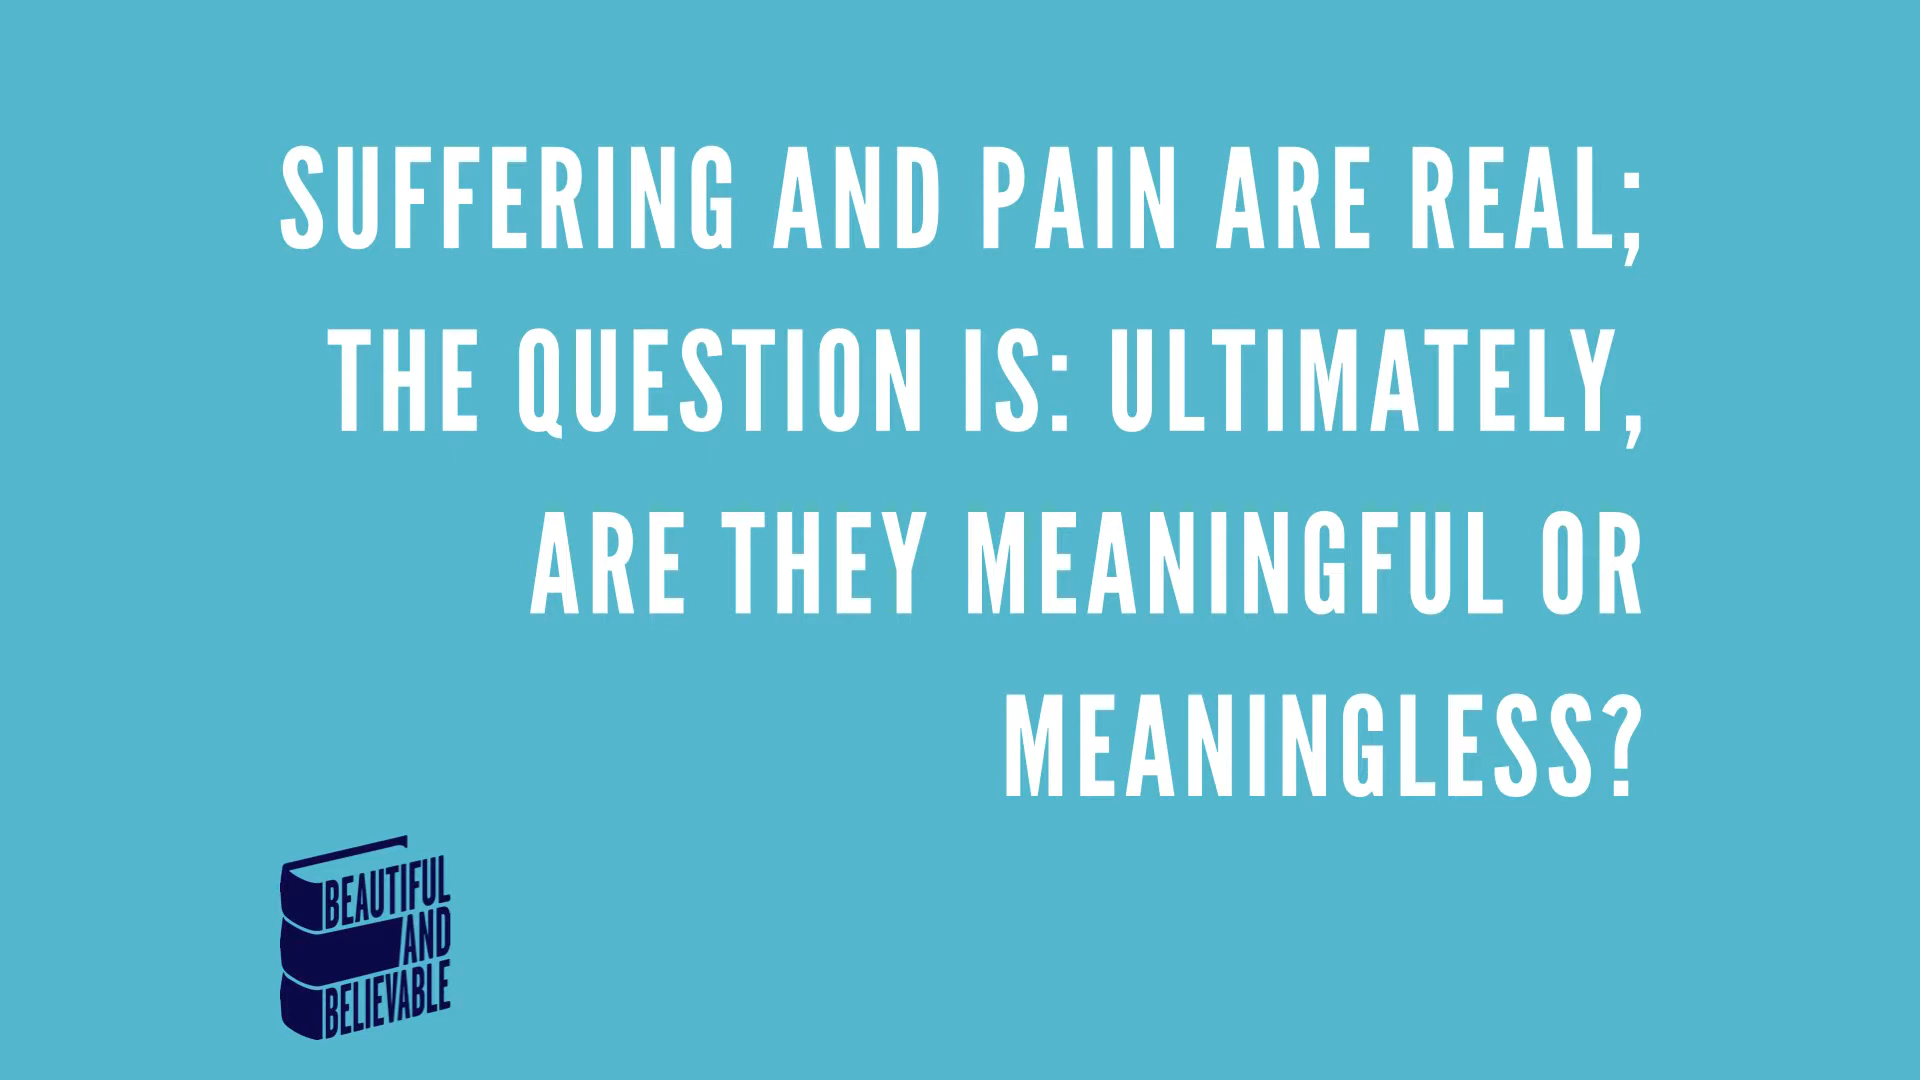 SUFFERING AND PAIN ARE REAL;
THE QUESTION IS: ULTIMATELY,
ARE THEY MEANINGFUL OR
MEANINGLESS?
BEAUTIFUL
AND
BELIEVABLE